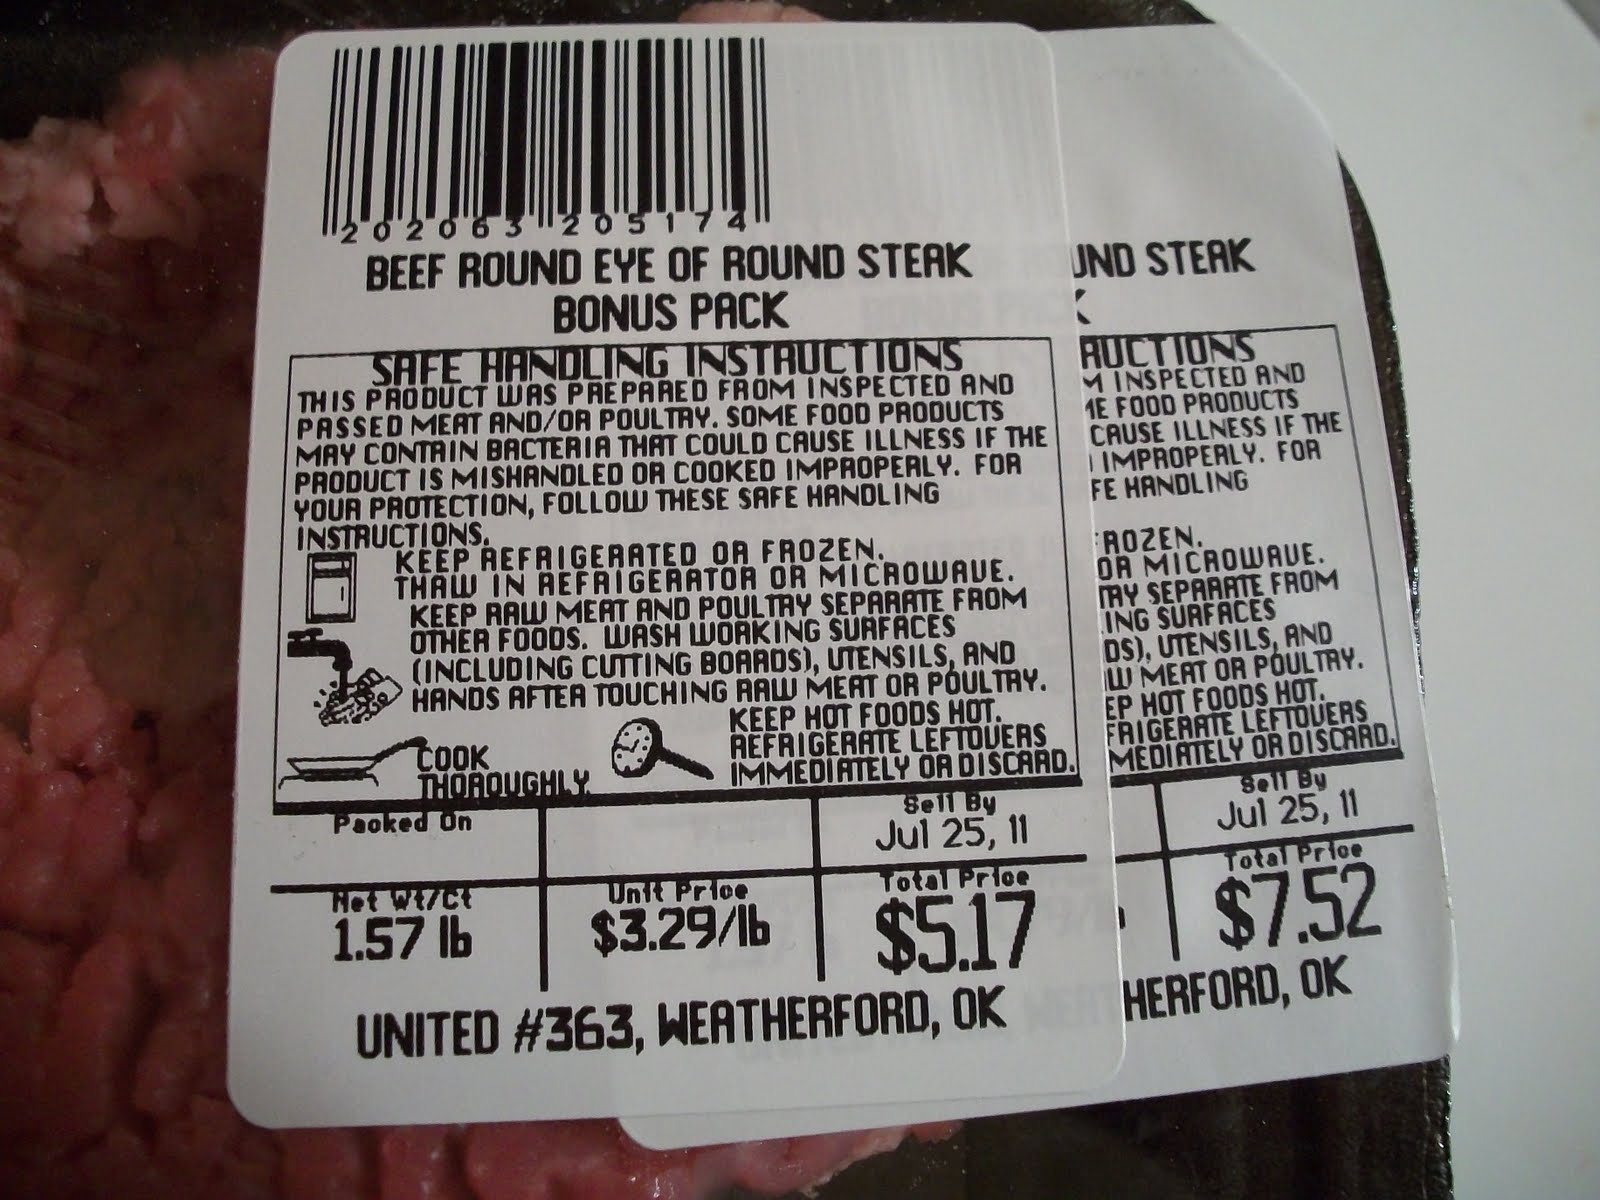 202063 205174
BEEF ROUND EYE OF ROUND STEAK
BONUS PACK
SAFE HANDLING INSTRUCTIONS
THIS PRODUCT WAS PREPARED FROM INSPECTED AND
PASSED MEAT AND/OR POULTRY. SOME FOOD PRODUCTS
MAY CONTAIN BACTERIA THAT COULD CAUSE ILLNESS IF THE
PRODUCT IS MISHANDLED OR COOKED IMPROPERLY. FOR
YOUR PROTECTION, FOLLOW THESE SAFE HANDLING
INSTRUCTIONS.
KEEP REFRIGERATED OR FROZEN.
THAW IN REFRIGERATOR OR MICROWAVE.
KEEP RAW MEAT AND POULTRY SEPARATE FROM
OTHER FOODS. WASH WORKING SURFACES
(INCLUDING CUTTING BOARDS), UTENSILS, AND
HANDS AFTER TOUCHING RAW MEAT OR POULTRY.
COOK
THOROUGHLY.
KEEP HOT FOODS HOT.
REFRIGERATE LEFTOVERS
IMMEDIATELY OR DISCARD.
Packed On
Sell By
Jul 25, 11
Net Wt/Ct
1.57 lb
Unit Price
$3.29/lb
Total Price
$5.17
UNITED #363, WEATHERFORD, OK
UND STEAK
K
RUCTIONS
M INSPECTED AND
ME FOOD PRODUCTS
CAUSE ILLNESS IF THE
IMPROPERLY. FOR
FE HANDLING
FROZEN.
OR MICROWAVE.
TRY SEPARATE FROM
ING SURFACES
DS), UTENSILS, AND
W MEAT OR POULTRY.
EP HOT FOODS HOT.
FRIGERATE LEFTOVERS
MEDIATELY OR DISCARD.
Sell By
Jul 25, 11
Total Price
$7.52
HERFORD, OK